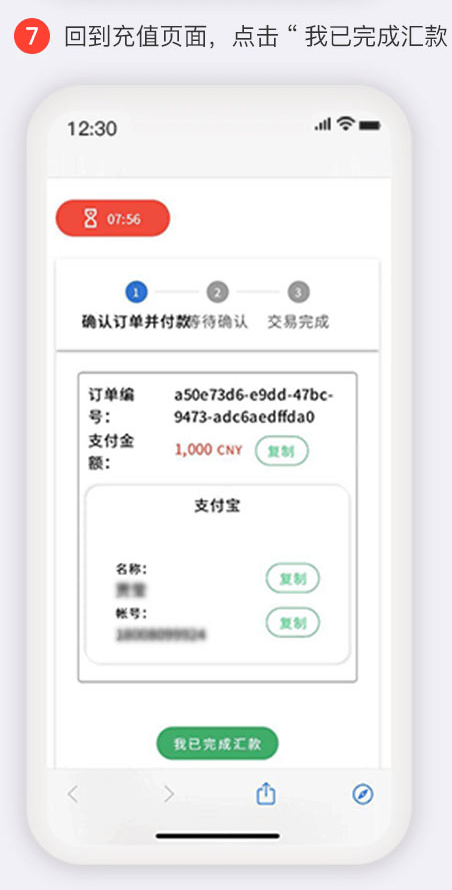 7 回到充值页面，点击 “ 我已完成汇款
12:30
07:56
1 2 3
确认订单并付款 等待确认 交易完成
订单编 a50e73d6-e9dd-47bc-
号： 9473-adc6aedffda0
支付金
额： 1,000 CNY 复制
支付宝
名称：
复制
帐号：
复制
我已完成汇款